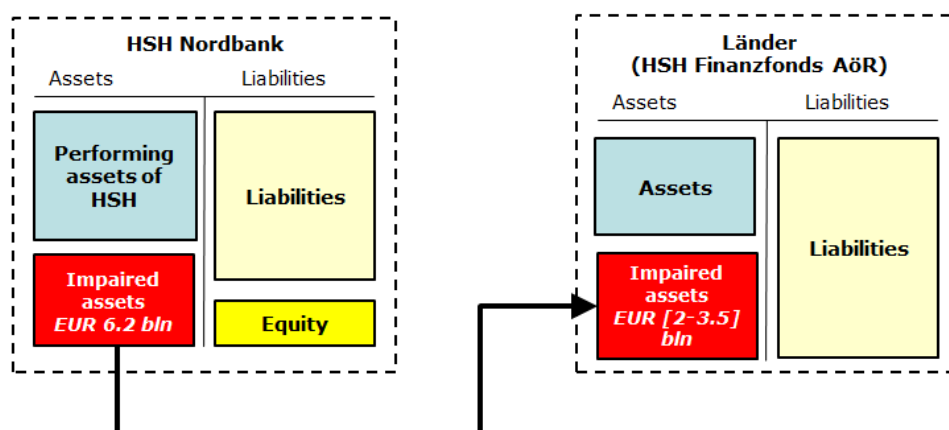 HSH Nordbank
Assets Liabilities
Performing
assets of
HSH
Liabilities
Impaired
assets
EUR 6.2 bln
Equity
Länder
(HSH Finanzfonds AöR)
Assets Liabilities
Assets
Liabilities
Impaired
assets
EUR [2-3.5]
bln